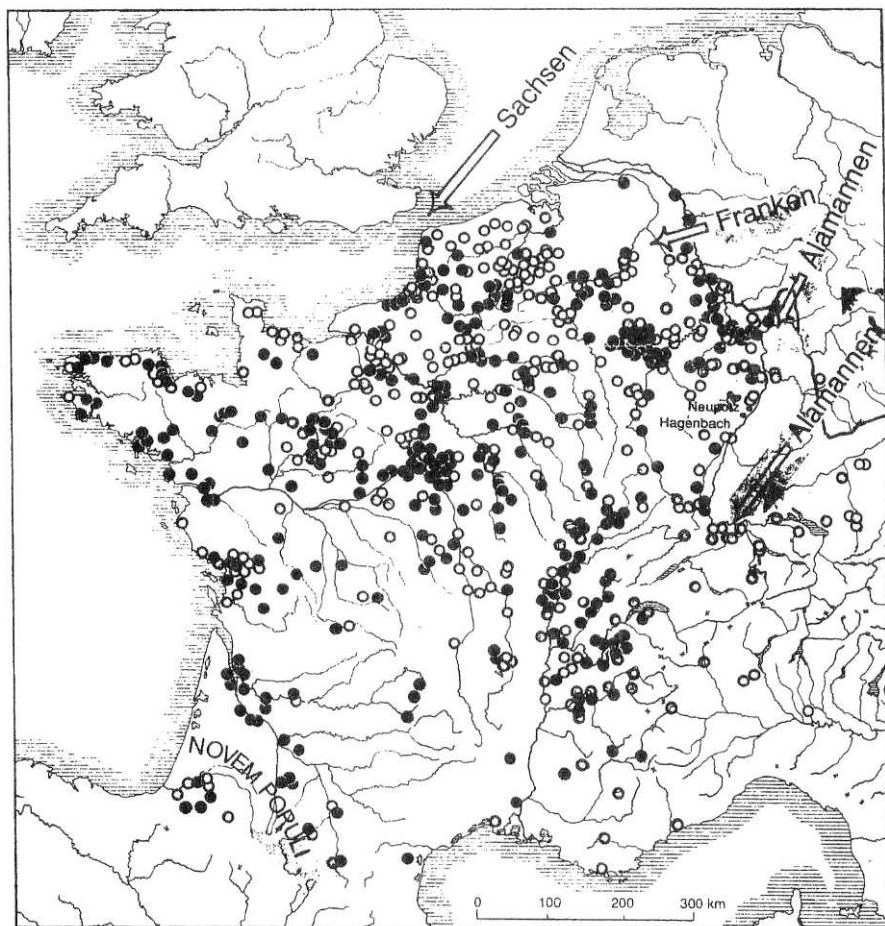 Sachsen
Franken
Alamannen
Alamannen
Neupotz
Hagenbach
NOVEM POPULI
0 100 200 300 km